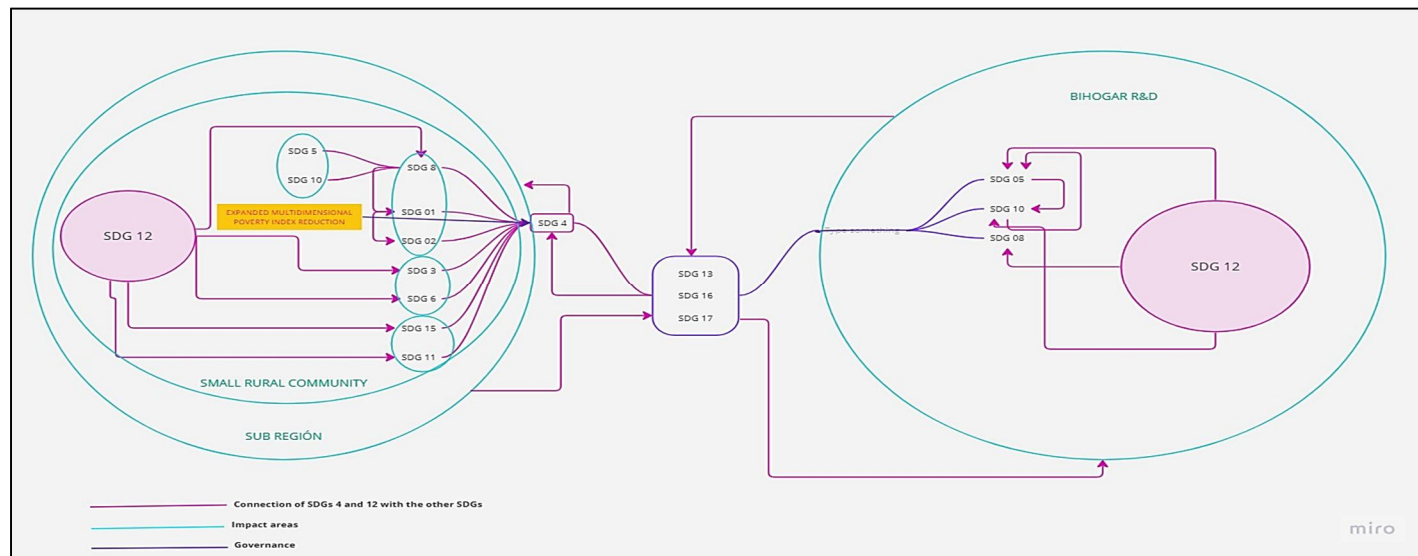 BIHOGAR R&D
SDG 5
SDG 10
SDG 8
SDG 01
SDG 02
EXPANDED MULTIDIMENSIONAL
POVERTY INDEX REDUCTION
SDG 12
SDG 3
SDG 6
SDG 15
SDG 11
SMALL RURAL COMMUNITY
SUB REGIÓN
SDG 4
SDG 13
SDG 16
SDG 17
Type something
SDG 05
SDG 10
SDG 08
SDG 12
Connection of SDGs 4 and 12 with the other SDGs
Impact areas
Governance
miro